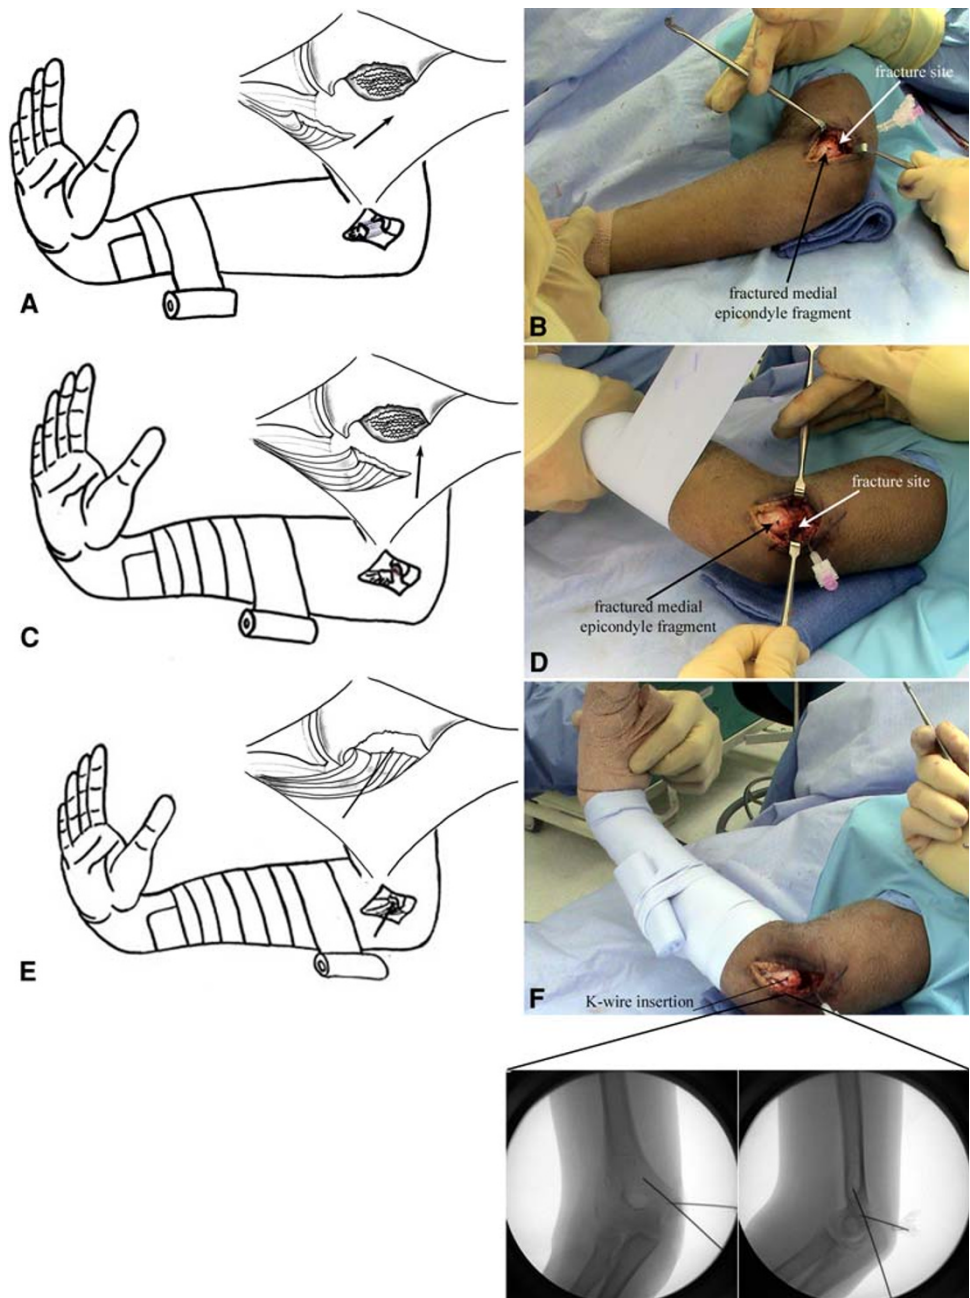 A
fracture site
fractured medial
epicondyle fragment
B
C
fracture site
fractured medial
epicondyle fragment
D
E
K-wire insertion
F